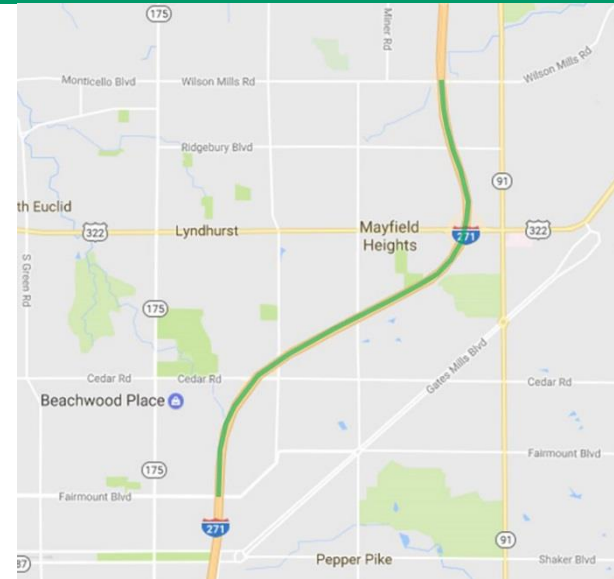 175
Miner Rd
Monticello Blvd
Wilson Mills Rd
Wilson Mills Rd
Ridgebury Blvd
91
th Euclid
322
Lyndhurst
Mayfield
Heights
271
322
S Green Rd
175
Gates Mills Blvd
Cedar Rd
Cedar Rd
Cedar Rd
Beachwood Place
175
Fairmount Blvd
Fairmount Blvd
271
87
Pepper Pike
91
Shaker Blvd